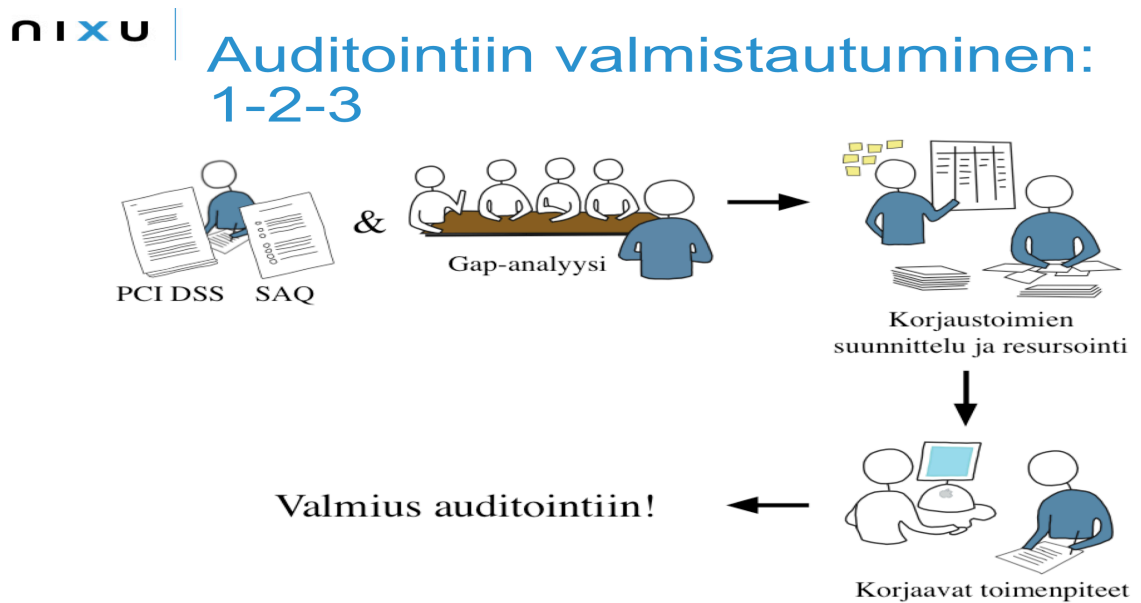 nixu
Auditointiin valmistautuminen:
1-2-3
&
PCI DSS
SAQ
Gap-analyysi
Korjaustoimien
suunnittelu ja resursointi
Korjaavat toimenpiteet
Valmius auditointiin!